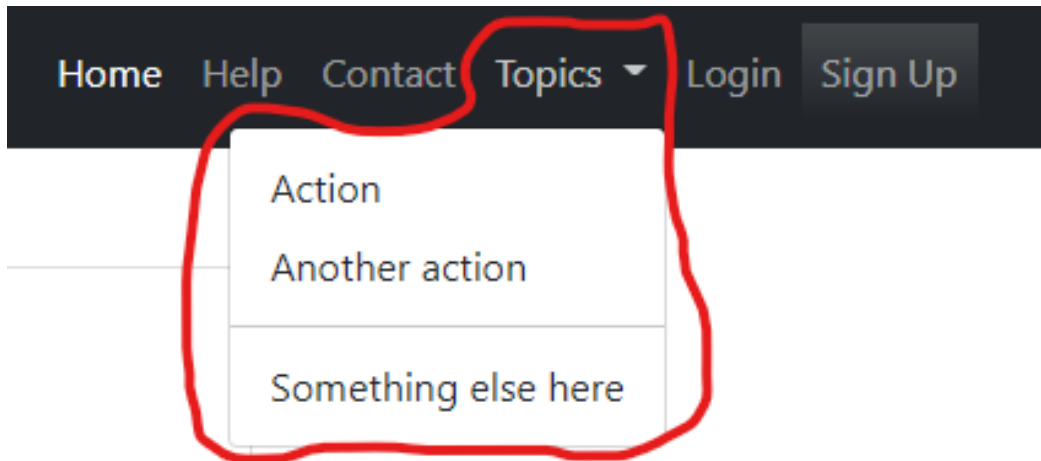 Home Help Contact Topics Login Sign Up
Action
Another action
Something else here